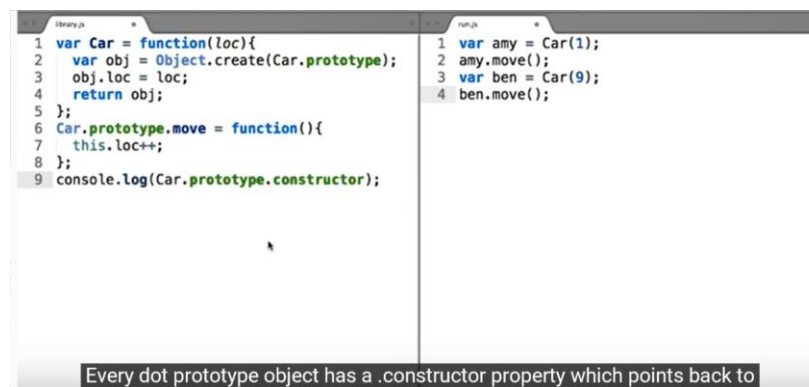 library.js
1 var Car = function(loc){
2   var obj = Object.create(Car.prototype);
3   obj.loc = loc;
4   return obj;
5 };
6 Car.prototype.move = function(){
7   this.loc++;
8 };
9 console.log(Car.prototype.constructor);
run.js
1 var amy = Car(1);
2 amy.move();
3 var ben = Car(9);
4 ben.move();
Every dot prototype object has a .constructor property which points back to